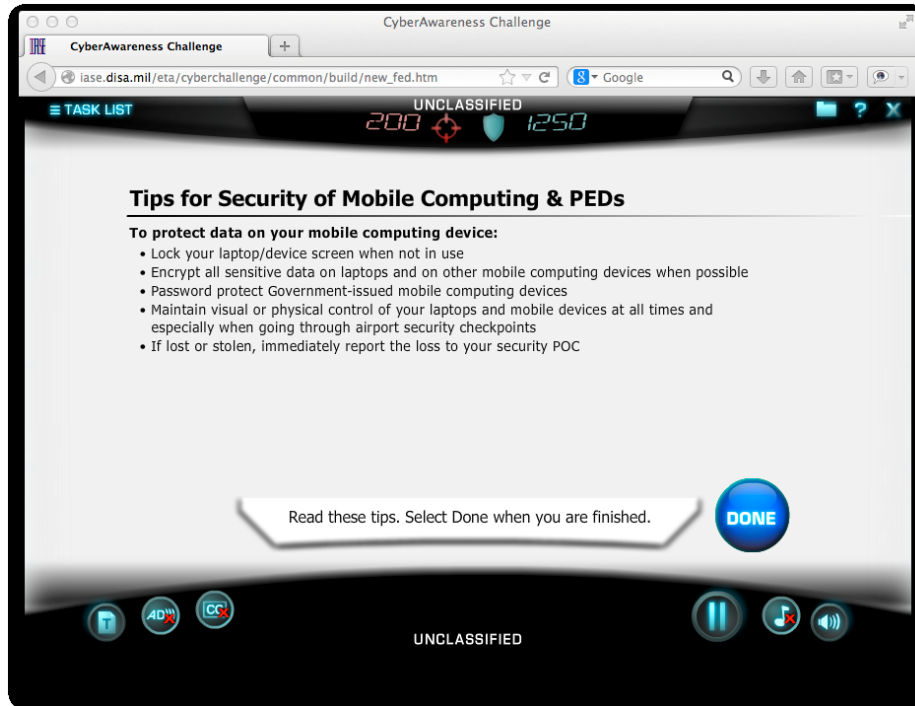 CyberAwareness Challenge
CyberAwareness Challenge
iase.disa.mil/eta/cyberchallenge/common/build/new_fed.htm
Google
TASK LIST
UNCLASSIFIED
200 1250
? X
Tips for Security of Mobile Computing & PEDs
To protect data on your mobile computing device:
• Lock your laptop/device screen when not in use
• Encrypt all sensitive data on laptops and on other mobile computing devices when possible
• Password protect Government-issued mobile computing devices
• Maintain visual or physical control of your laptops and mobile devices at all times and
especially when going through airport security checkpoints
• If lost or stolen, immediately report the loss to your security POC
Read these tips. Select Done when you are finished.
DONE
T
AD
CC
UNCLASSIFIED